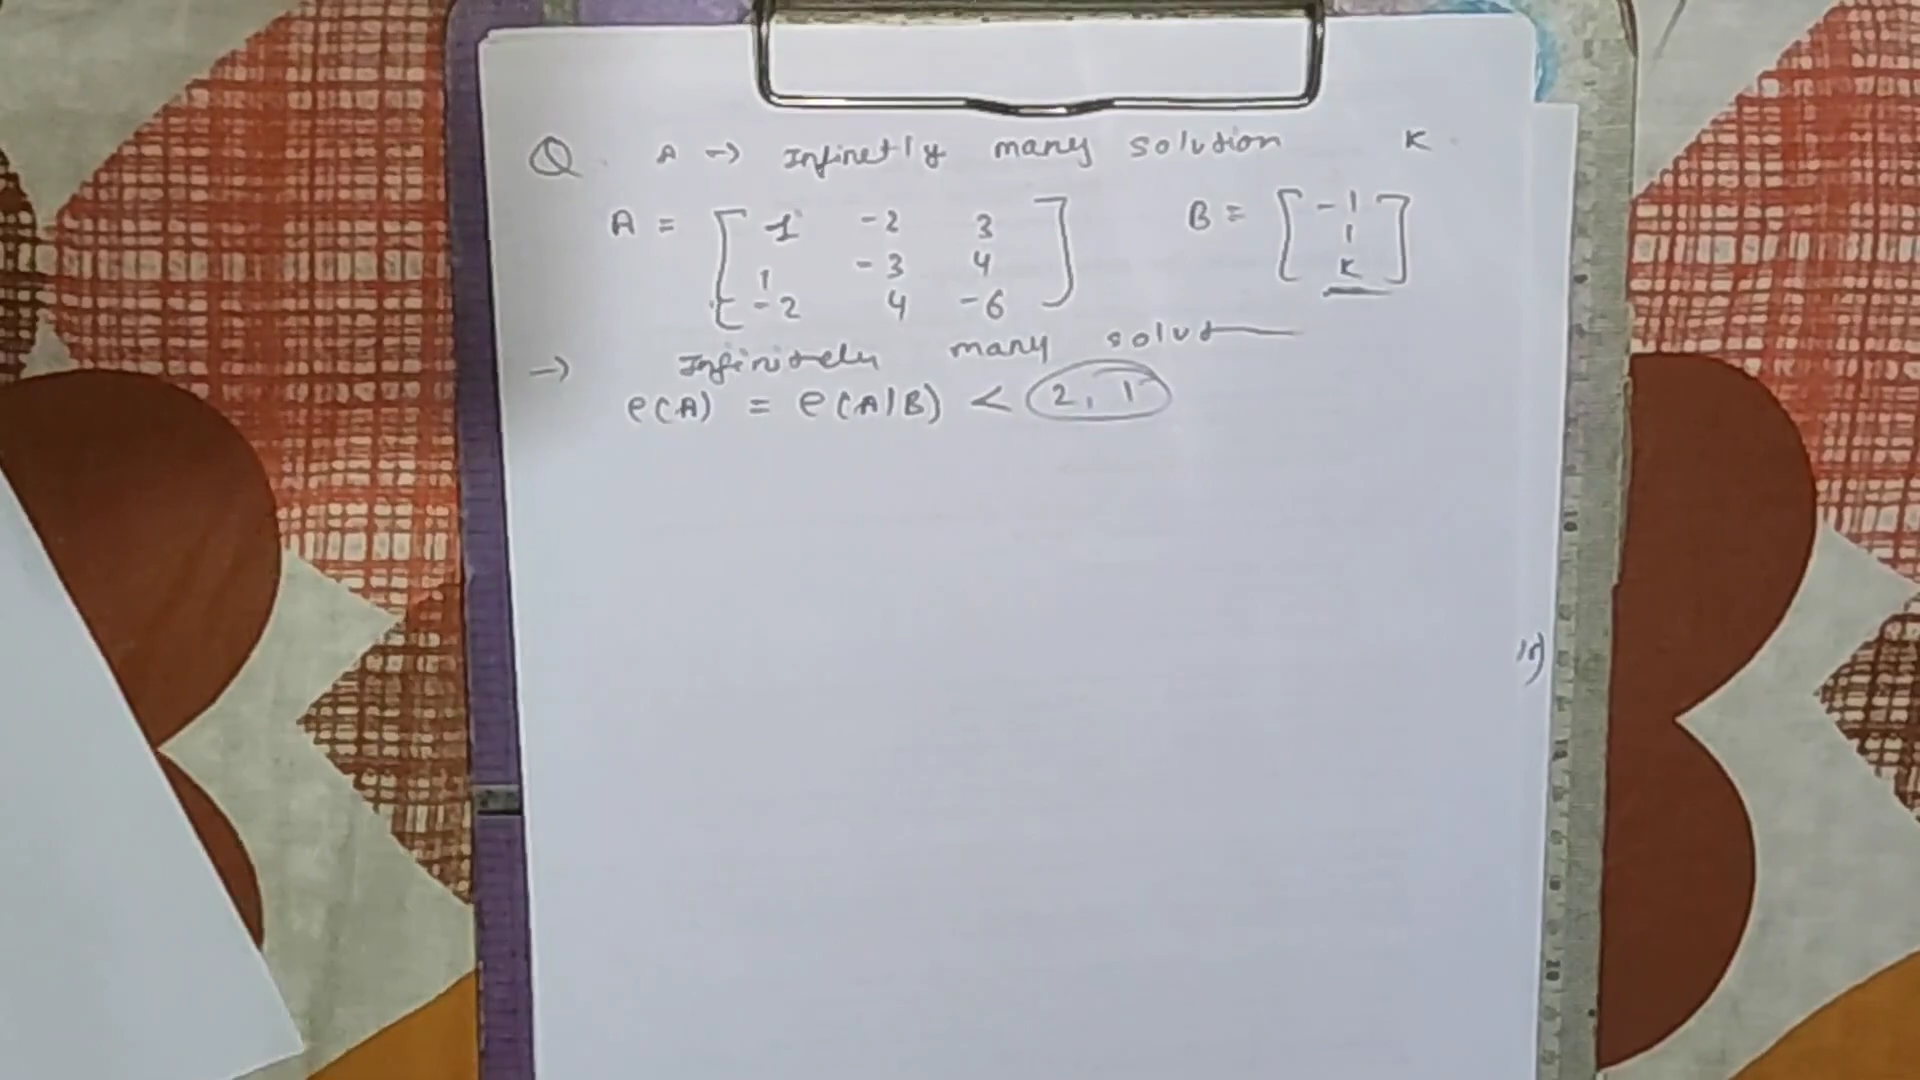 Q. A → Infinetly many solution K.
A = [ 1 -2 3 B = [ -1
1 -3 4 1
-2 4 -6 ] K ]
→ Infinitely many solut
ρ(A) = ρ(A|B) < 2, 1